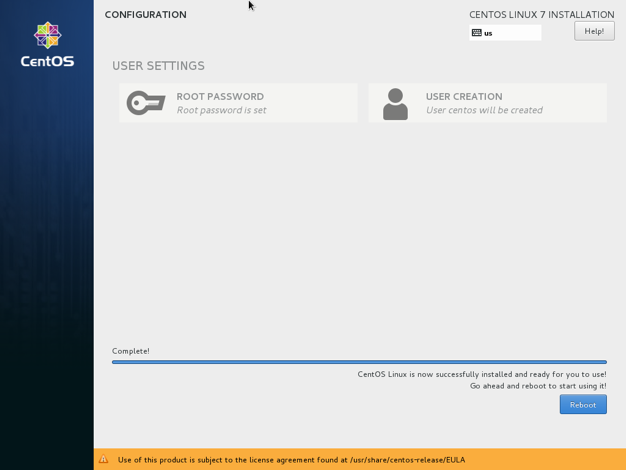 CONFIGURATION
CENTOS LINUX 7 INSTALLATION
us
Help!
CentOS
USER SETTINGS
ROOT PASSWORD
Root password is set
USER CREATION
User centos will be created
Complete!
CentOS Linux is now successfully installed and ready for you to use!
Go ahead and reboot to start using it!
Reboot
Use of this product is subject to the license agreement found at /usr/share/centos-release/EULA